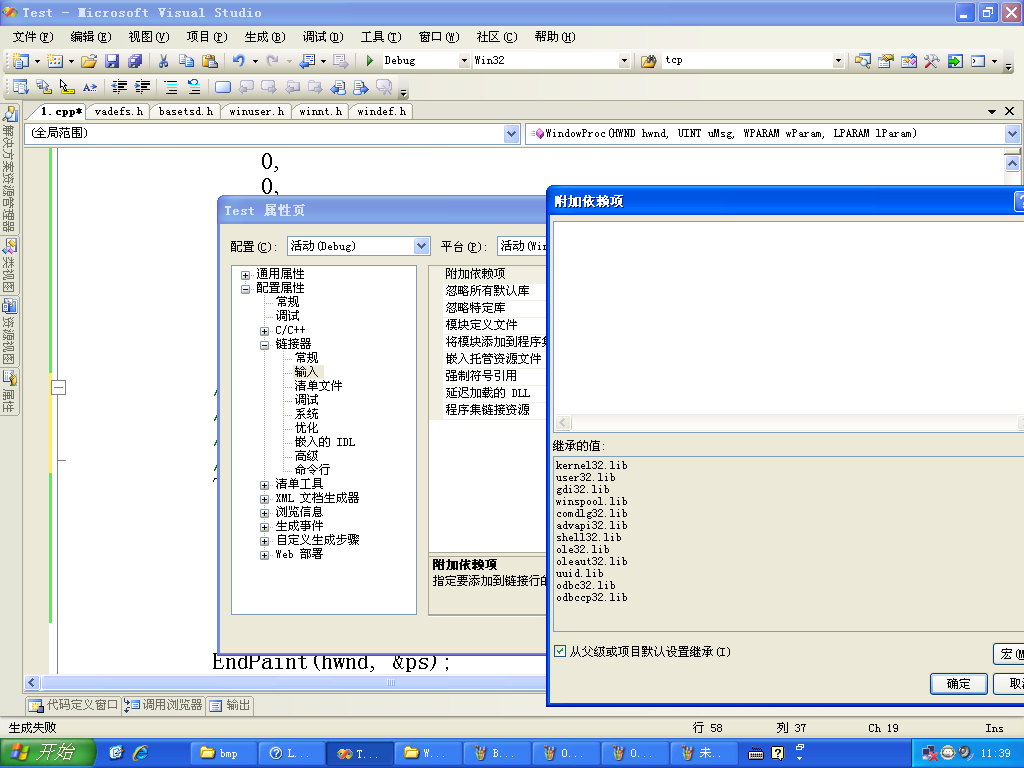 Test - Microsoft Visual Studio
文件(F) 编辑(E) 视图(V) 项目(P) 生成(B) 调试(D) 工具(T) 窗口(W) 社区(C) 帮助(H)
Debug Win32 tcp
1.cpp* vadefs.h basetsd.h winuser.h winnt.h windef.h
(全局范围) WindowProc(HWND hwnd, UINT uMsg, WPARAM wParam, LPARAM lParam)
解决方案资源管理器
类视图
资源视图
属性
0,
0,
Test 属性页
配置(C): 活动(Debug) 平台(P): 活动(Win
通用属性
配置属性
常规
调试
C/C++
链接器
常规
输入
清单文件
调试
系统
优化
嵌入的 IDL
高级
命令行
清单工具
XML 文档生成器
浏览信息
生成事件
自定义生成步骤
Web 部署
附加依赖项
忽略所有默认库
忽略特定库
模块定义文件
将模块添加到程序集
嵌入托管资源文件
强制符号引用
延迟加载的 DLL
程序集链接资源
附加依赖项
指定要添加到链接行的
附加依赖项
继承的值:
kernel32.lib
user32.lib
gdi32.lib
winspool.lib
comdlg32.lib
advapi32.lib
shell32.lib
ole32.lib
oleaut32.lib
uuid.lib
odbc32.lib
odbccp32.lib
从父级或项目默认设置继承(I)
宏(M
确定 取消
EndPaint(hwnd, &ps);
代码定义窗口 调用浏览器 输出
生成失败 行 58 列 37 Ch 19 Ins
开始 bmp L... T... W... B... O... O... 未... 11:39